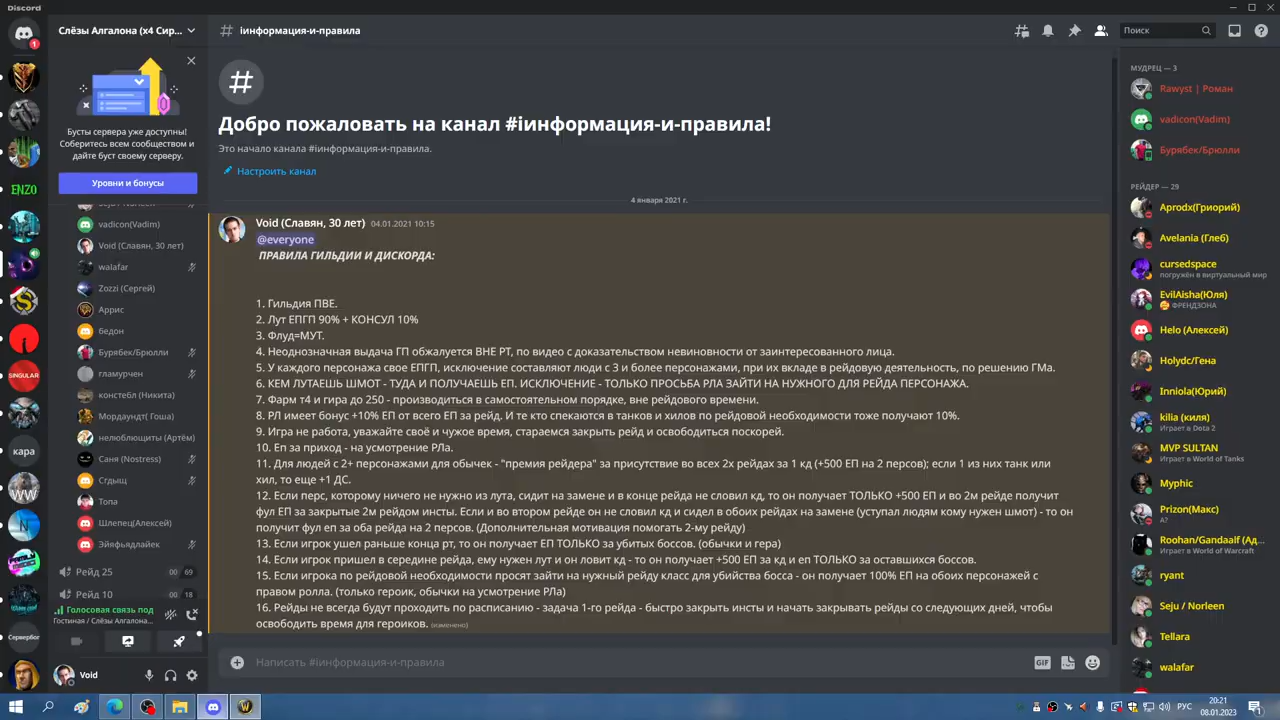 Discord
Слёзы Алгалона (x4 Сир...
Бусты сервера уже доступны!
Соберитесь всем сообществом и
дайте буст своему серверу.
Уровни и бонусы
vadicon(Vadim)
Void (Славян, 30 лет)
walafar
Zozzi (Сергей)
Аррис
бедон
Бурябек/Брюлли
гламурчен
констебл (Никита)
Мордаундт( Гоша)
нелюблющиты (Артём)
Саня (Nostress)
Сгдыщ
Топа
Шлепец(Алексей)
Эйяфьядлайек
Рейд 25 00 69
Рейд 10 00 18
Голосовая связь под
Гостиная / Слёзы Алгалона...
Void
1
ENZO
SINGULAR
кара
WW
N
Сервербог
iинформация-и-правила
Поиск
#
Добро пожаловать на канал #iинформация-и-правила!
Это начало канала #iинформация-и-правила.
Настроить канал
4 января 2021 г.
Void (Славян, 30 лет) 04.01.2021 10:15
@everyone
ПРАВИЛА ГИЛЬДИИ И ДИСКОРДА:
1. Гильдия ПВЕ.
2. Лут ЕПГП 90% + КОНСУЛ 10%
3. Флуд=МУТ.
4. Неоднозначная выдача ГП обжалуется ВНЕ РТ, по видео с доказательством невиновности от заинтересованного лица.
5. У каждого персонажа свое ЕПГП, исключение составляют люди с 3 и более персонажами, при их вкладе в рейдовую деятельность, по решению ГМа.
6. КЕМ ЛУТАЕШЬ ШМОТ - ТУДА И ПОЛУЧАЕШЬ ЕП. ИСКЛЮЧЕНИЕ - ТОЛЬКО ПРОСЬБА РЛА ЗАЙТИ НА НУЖНОГО ДЛЯ РЕЙДА ПЕРСОНАЖА.
7. Фарм т4 и гира до 250 - производиться в самостоятельном порядке, вне рейдового времени.
8. РЛ имеет бонус +10% ЕП от всего ЕП за рейд. И те кто спекаются в танков и хилов по рейдовой необходимости тоже получают 10%.
9. Игра не работа, уважайте своё и чужое время, стараемся закрыть рейд и освободиться поскорей.
10. Еп за приход - на усмотрение РЛа.
11. Для людей с 2+ персонажами для обычек - "премия рейдера" за присутствие во всех 2х рейдах за 1 кд (+500 ЕП на 2 персов); если 1 из них танк или
хил, то еще +1 ДС.
12. Если перс, которому ничего не нужно из лута, сидит на замене и в конце рейда не словил кд, то он получает ТОЛЬКО +500 ЕП и во 2м рейде получит
фул ЕП за закрытые 2м рейдом инсты. Если и во втором рейде он не словил кд и сидел в обоих рейдах на замене (уступал людям кому нужен шмот) - то он
получит фул еп за оба рейда на 2 персов. (Дополнительная мотивация помогать 2-му рейду)
13. Если игрок ушел раньше конца рт, то он получает ЕП ТОЛЬКО за убитых боссов. (обычки и гера)
14. Если игрок пришел в середине рейда, ему нужен лут и он ловит кд - то он получает +500 ЕП за кд и еп ТОЛЬКО за оставшихся боссов.
15. Если игрока по рейдовой необходимости просят зайти на нужный рейду класс для убийства босса - он получает 100% ЕП на обоих персонажей с
правом ролла. (только героик, обычки на усмотрение РЛа)
16. Рейды не всегда будут проходить по расписанию - задача 1-го рейда - быстро закрыть инсты и начать закрывать рейды со следующих дней, чтобы
освободить время для героиков. (изменено)
Написать #iинформация-и-правила
GIF
МУДРЕЦ — 3
Rawyst | Роман
vadicon(Vadim)
Бурябек/Брюлли
РЕЙДЕР — 29
Aprodx(Гриорий)
Avelania (Глеб)
cursedspace
погружён в виртуальный мир
EvilAisha(Юля)
ФРЕНДЗОНА
Helo (Алексей)
Holydc/Гена
Inniola(Юрий)
kilia (киля)
Играет в Dota 2
MVP SULTAN
Играет в World of Tanks
Myphic
Prizon(Макс)
А?
Roohan/Gandaalf (Ад...
Играет в World of Warcraft
ryant
Seju / Norleen
Tellara
walafar
РУС
20:21
08.01.2023
1